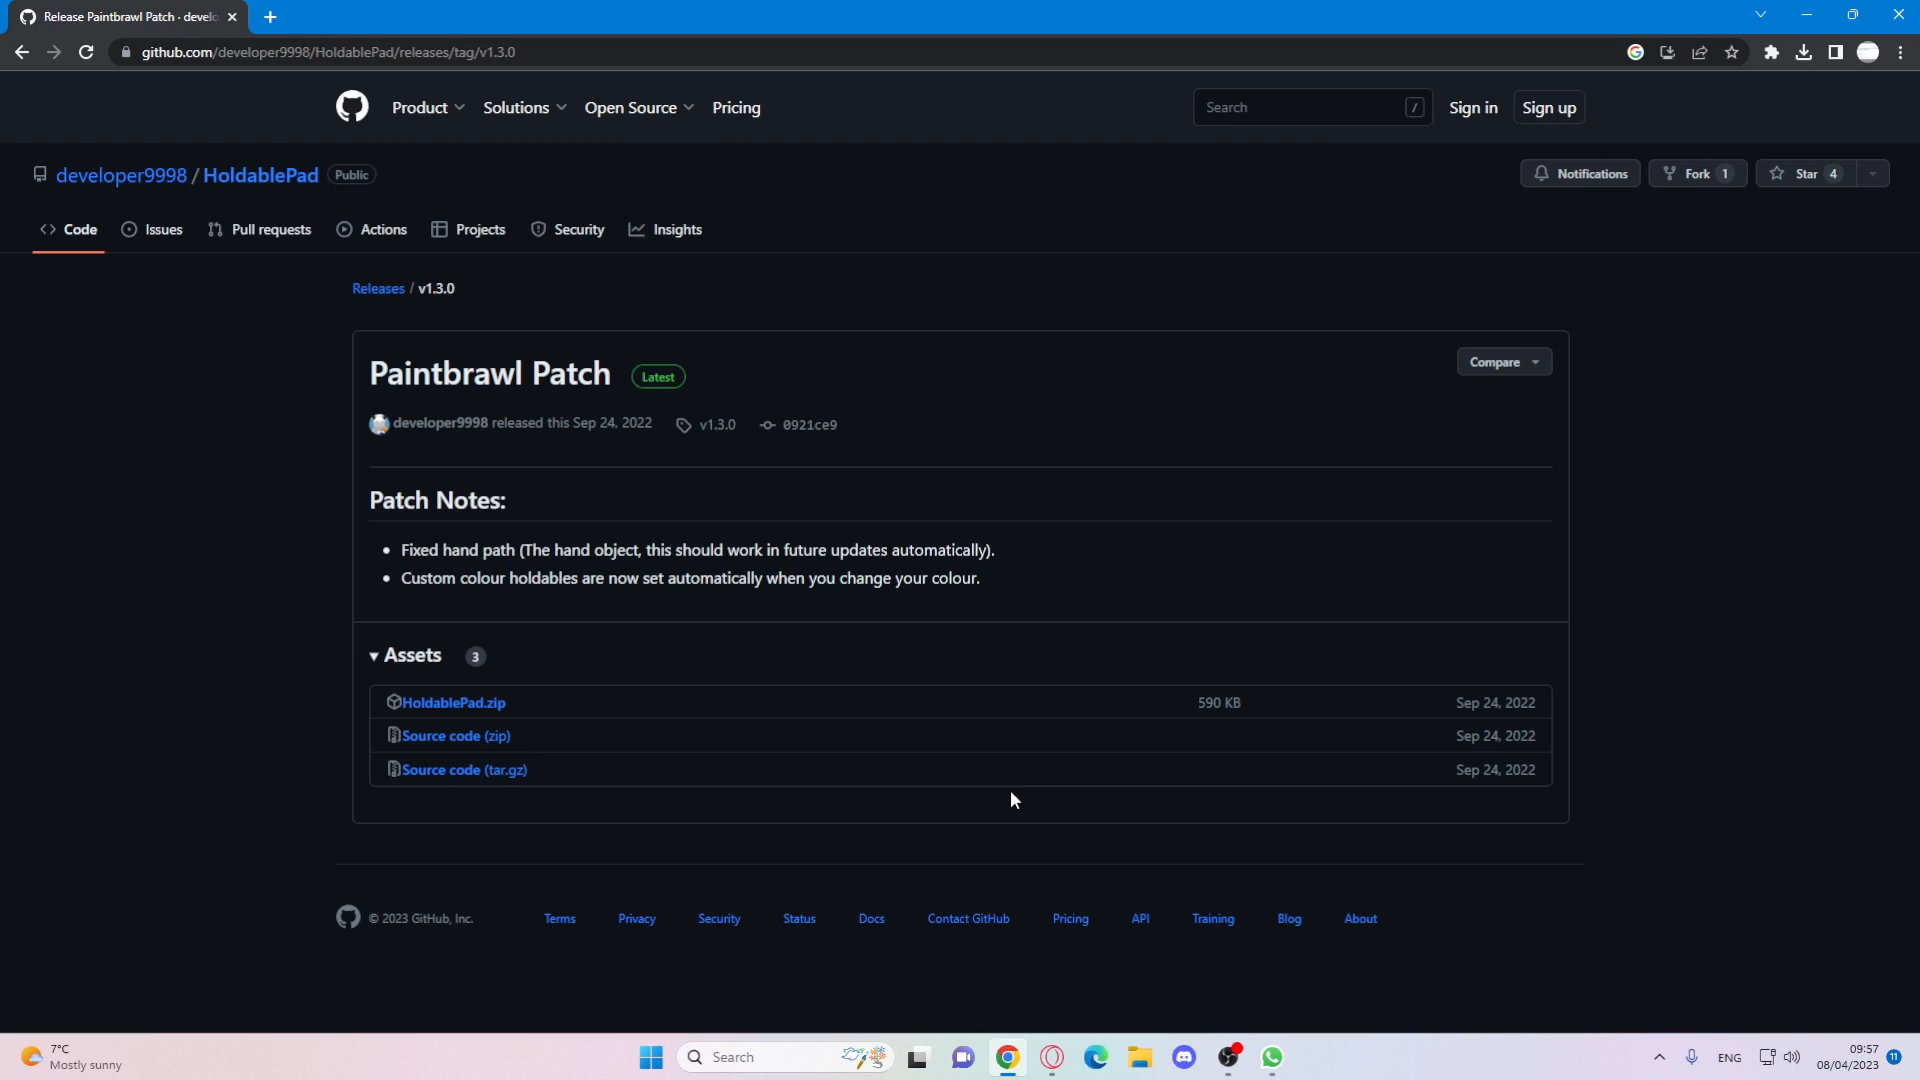 Release Paintbrawl Patch · develo
github.com/developer9998/HoldablePad/releases/tag/v1.3.0
Product Solutions Open Source Pricing Search / Sign in Sign up
developer9998 / HoldablePad Public Notifications Fork 1 Star 4
Code Issues Pull requests Actions Projects Security Insights
Releases / v1.3.0
Paintbrawl Patch Latest Compare
developer9998 released this Sep 24, 2022 v1.3.0 0921ce9
Patch Notes:
• Fixed hand path (The hand object, this should work in future updates automatically).
• Custom colour holdables are now set automatically when you change your colour.
Assets 3
HoldablePad.zip 590 KB Sep 24, 2022
Source code (zip) Sep 24, 2022
Source code (tar.gz) Sep 24, 2022
© 2023 GitHub, Inc. Terms Privacy Security Status Docs Contact GitHub Pricing API Training Blog About
7°C
Mostly sunny
Search
ENG
09:57
08/04/2023
11